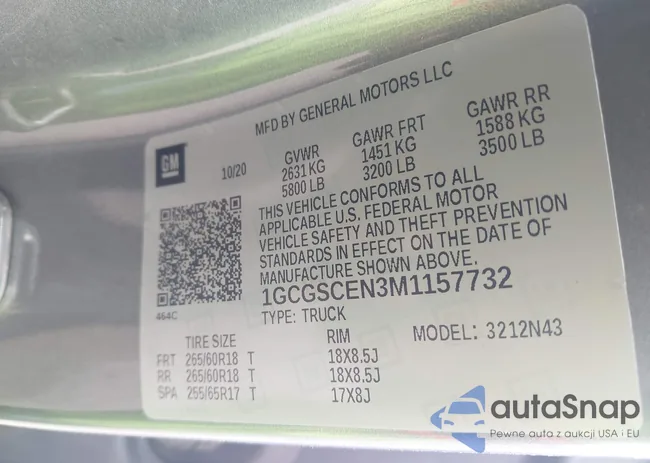 MFD BY GENERAL MOTORS LLC
GM
10/20
GVWR GAWR FRT GAWR RR
2631 KG 1451 KG 1588 KG
5800 LB 3200 LB 3500 LB
THIS VEHICLE CONFORMS TO ALL
APPLICABLE U.S. FEDERAL MOTOR
VEHICLE SAFETY AND THEFT PREVENTION
STANDARDS IN EFFECT ON THE DATE OF
MANUFACTURE SHOWN ABOVE.
1GCGSCEN3M1157732
464C
TYPE: TRUCK
MODEL: 3212N43
TIRE SIZE RIM
FRT 265/60R18 T 18X8.5J
RR 265/60R18 T 18X8.5J
SPA 255/65R17 T 17X8J
autaSnap
Pewne auta z aukcji USA i EU